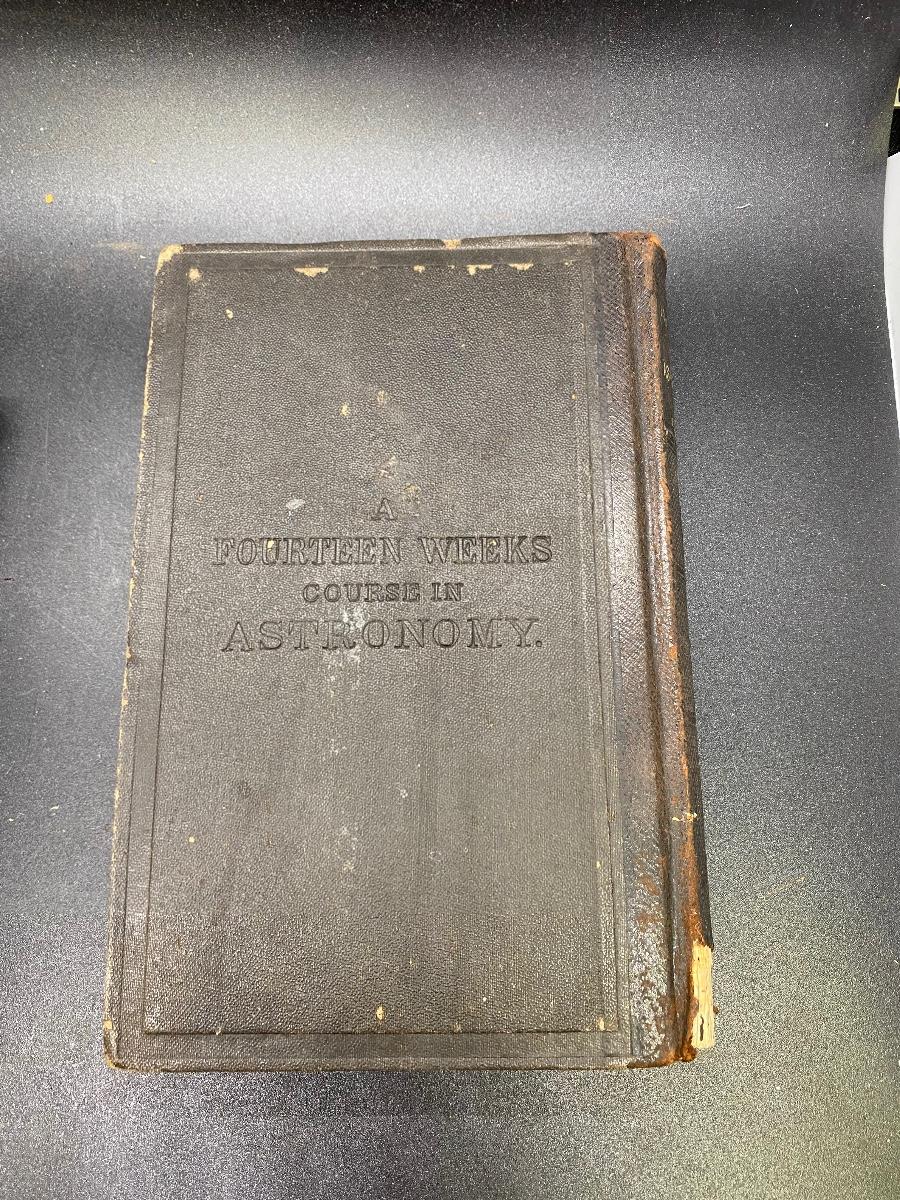 A
FOURTEEN WEEKS
COURSE IN
ASTRONOMY.